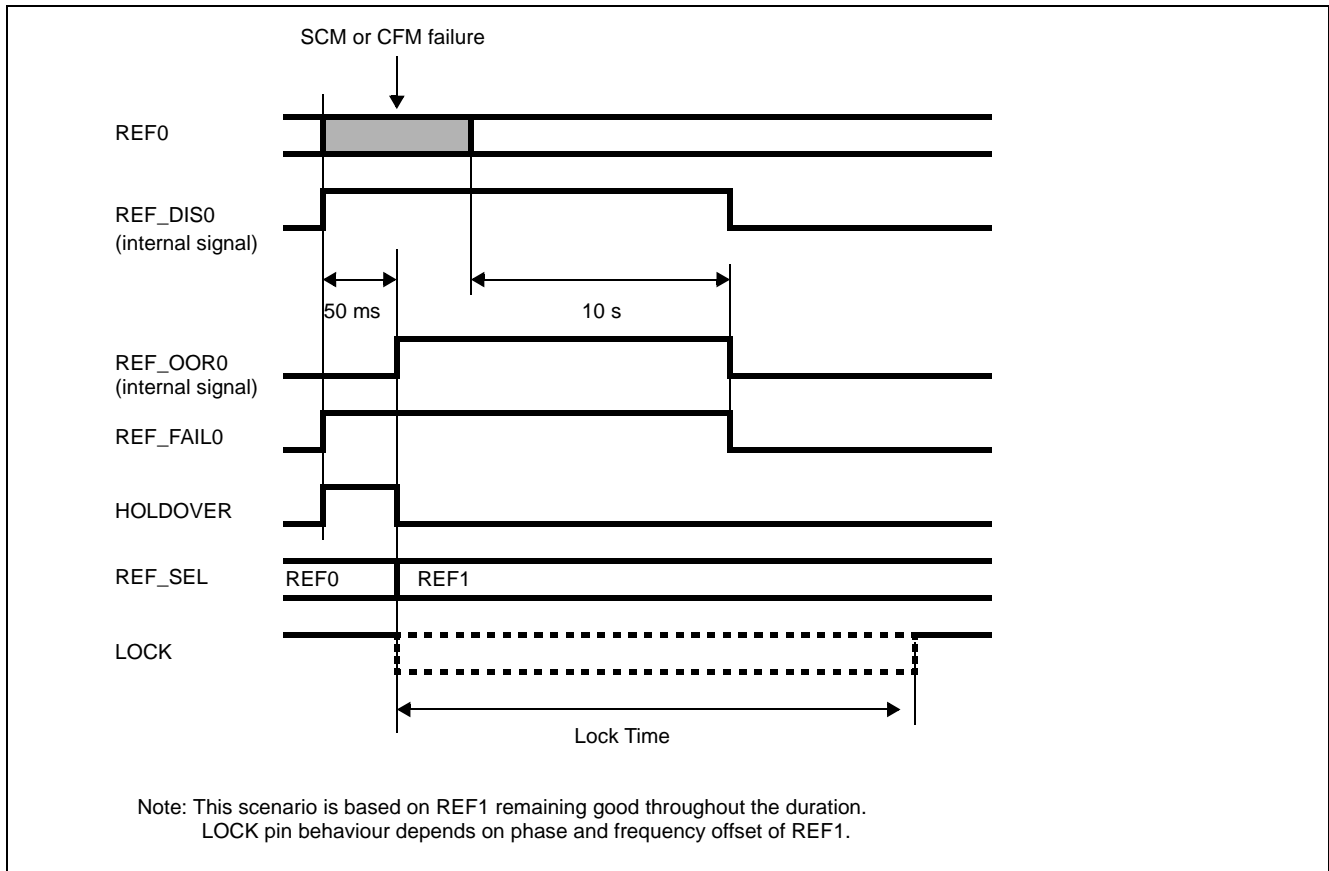 SCM or CFM failure
REF0
REF_DIS0
(internal signal)
50 ms
10 s
REF_OOR0
(internal signal)
REF_FAIL0
HOLDOVER
REF_SEL
REF0
REF1
LOCK
Lock Time
Note: This scenario is based on REF1 remaining good throughout the duration.
LOCK pin behaviour depends on phase and frequency offset of REF1.